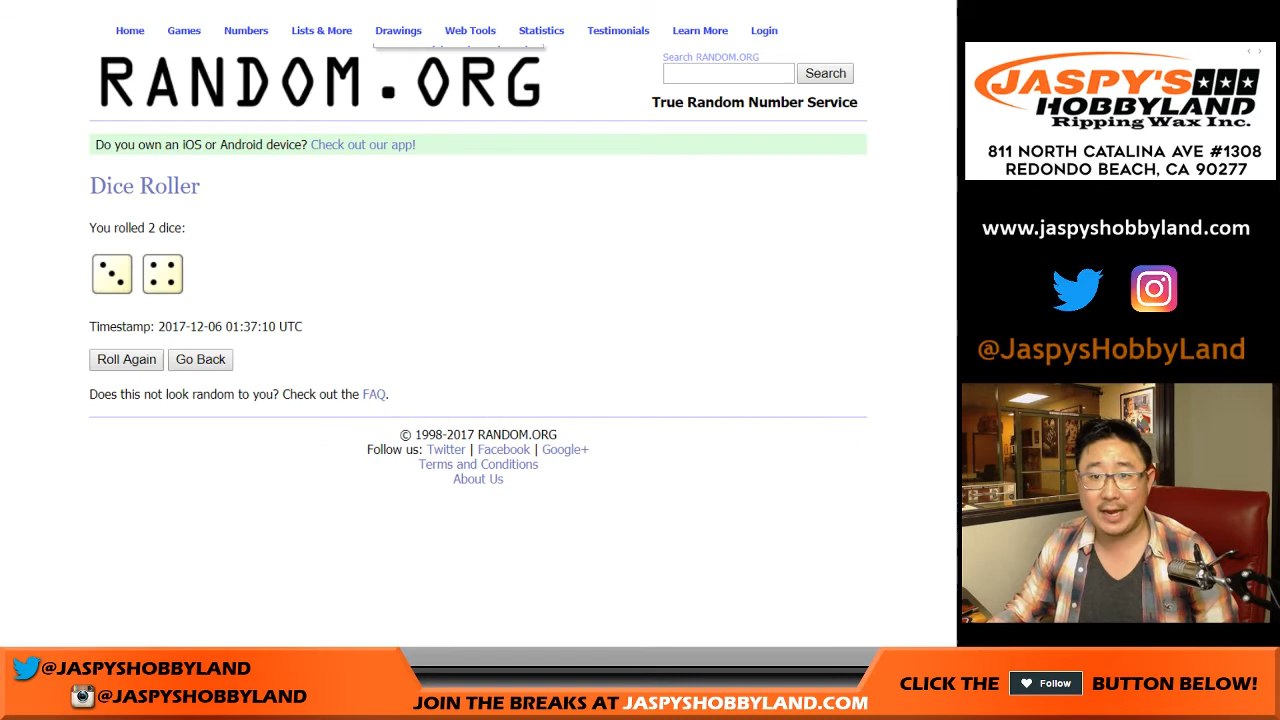 Home Games Numbers Lists & More Drawings Web Tools Statistics Testimonials Learn More Login
RANDOM.ORG
Search RANDOM.ORG
Search
True Random Number Service
Do you own an iOS or Android device? Check out our app!
Dice Roller
You rolled 2 dice:
Timestamp: 2017-12-06 01:37:10 UTC
Roll Again Go Back
Does this not look random to you? Check out the FAQ.
© 1998-2017 RANDOM.ORG
Follow us: Twitter | Facebook | Google+
Terms and Conditions
About Us
JASPY'S
HOBBYLAND
Ripping Wax Inc.
811 NORTH CATALINA AVE #1308
REDONDO BEACH, CA 90277
www.jaspyshobbyland.com
@JaspysHobbyLand
@JASPYSHOBBYLAND
@JASPYSHOBBYLAND
JOIN THE BREAKS AT JASPYSHOBBYLAND.COM
CLICK THE Follow BUTTON BELOW!